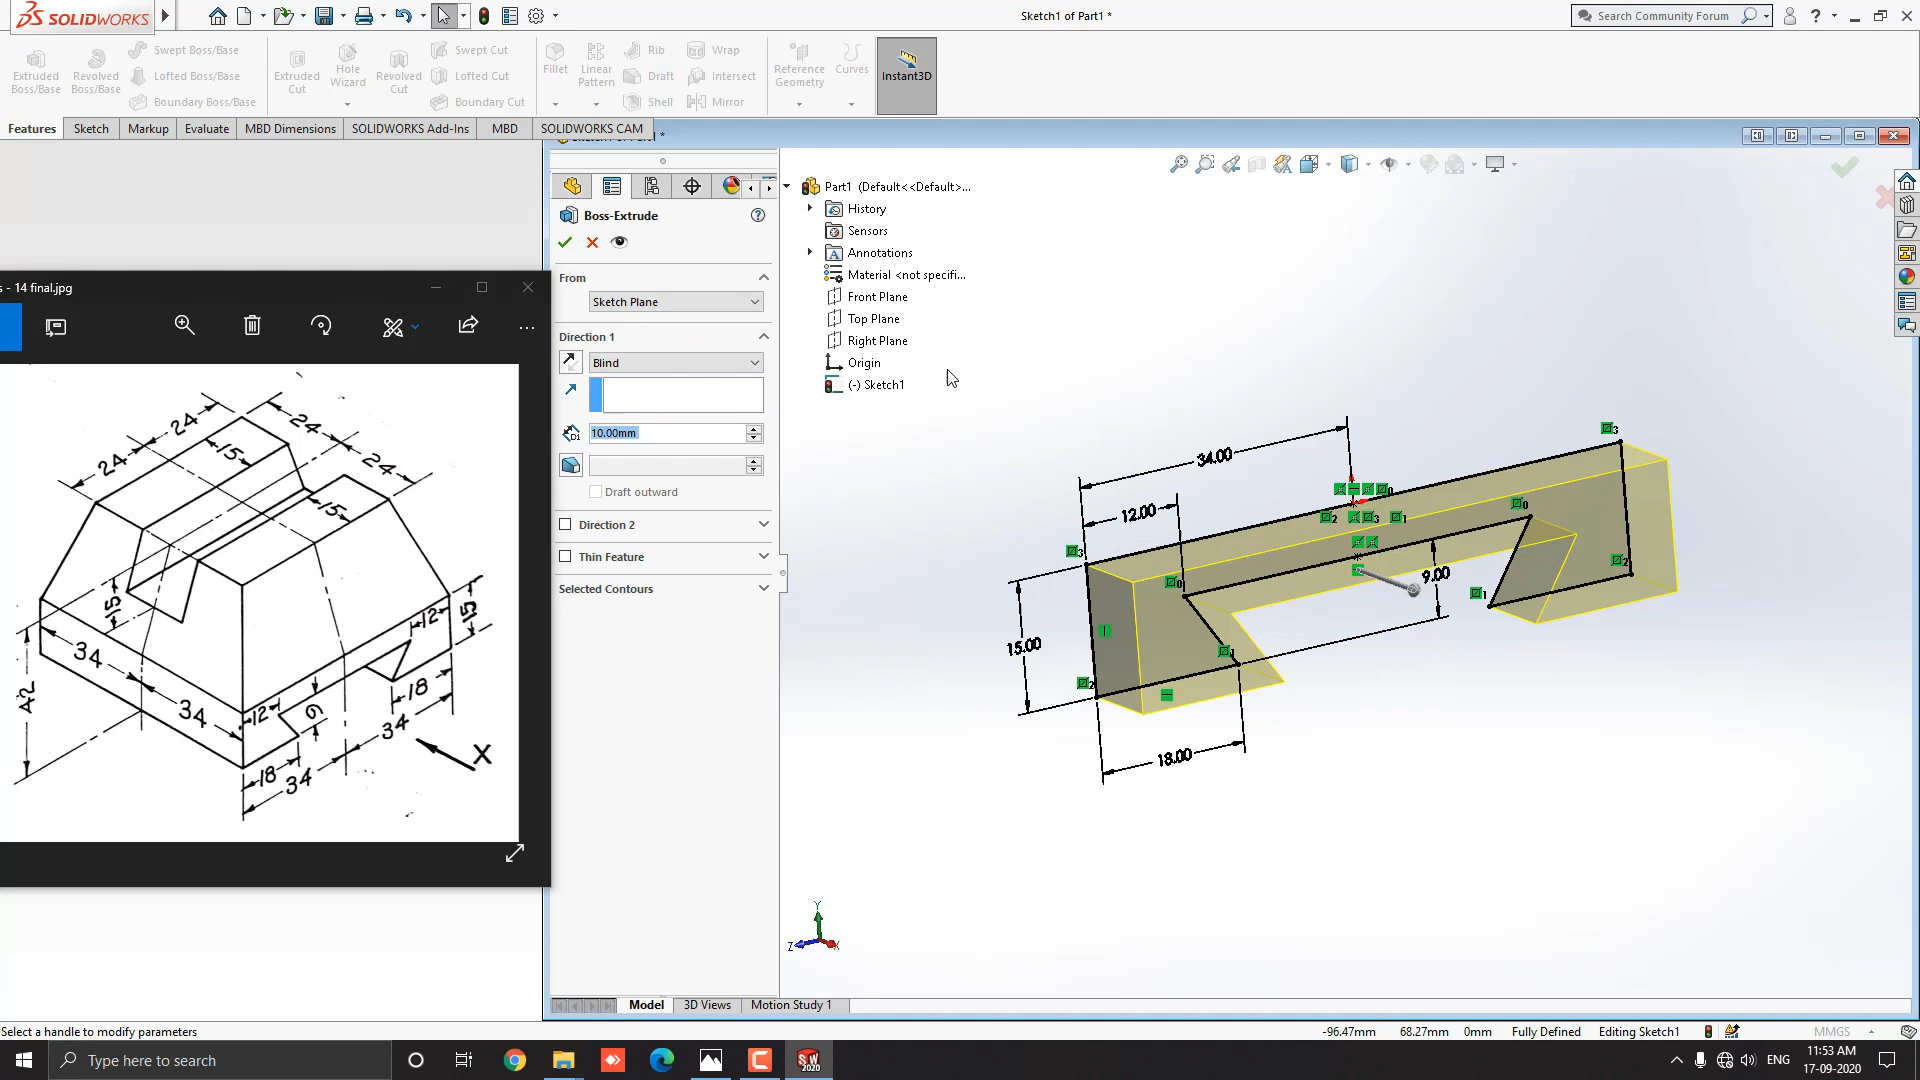 SOLIDWORKS
Sketch1 of Part1 *
Search Community Forum
Extruded Boss/Base
Revolved Boss/Base
Swept Boss/Base
Lofted Boss/Base
Boundary Boss/Base
Extruded Cut
Hole Wizard
Revolved Cut
Swept Cut
Lofted Cut
Boundary Cut
Fillet
Linear Pattern
Rib
Draft
Shell
Wrap
Intersect
Mirror
Reference Geometry
Curves
Instant3D
Features
Sketch
Markup
Evaluate
MBD Dimensions
SOLIDWORKS Add-Ins
MBD
SOLIDWORKS CAM
Boss-Extrude
From
Sketch Plane
Direction 1
Blind
D1
10.00mm
Draft outward
Direction 2
Thin Feature
Selected Contours
Part1 (Default<<Default>...
History
Sensors
Annotations
Material <not specifi...
Front Plane
Top Plane
Right Plane
Origin
(-) Sketch1
s - 14 final.jpg
24
24
24
24
15
15
15
12
15
34
34
42
12
9
18
34
18
34
X
34.00
12.00
9.00
15.00
18.00
Y
Z
X
Model
3D Views
Motion Study 1
Select a handle to modify parameters
-96.47mm
68.27mm
0mm
Fully Defined
Editing Sketch1
MMGS
Type here to search
SW 2020
ENG
11:53 AM
17-09-2020